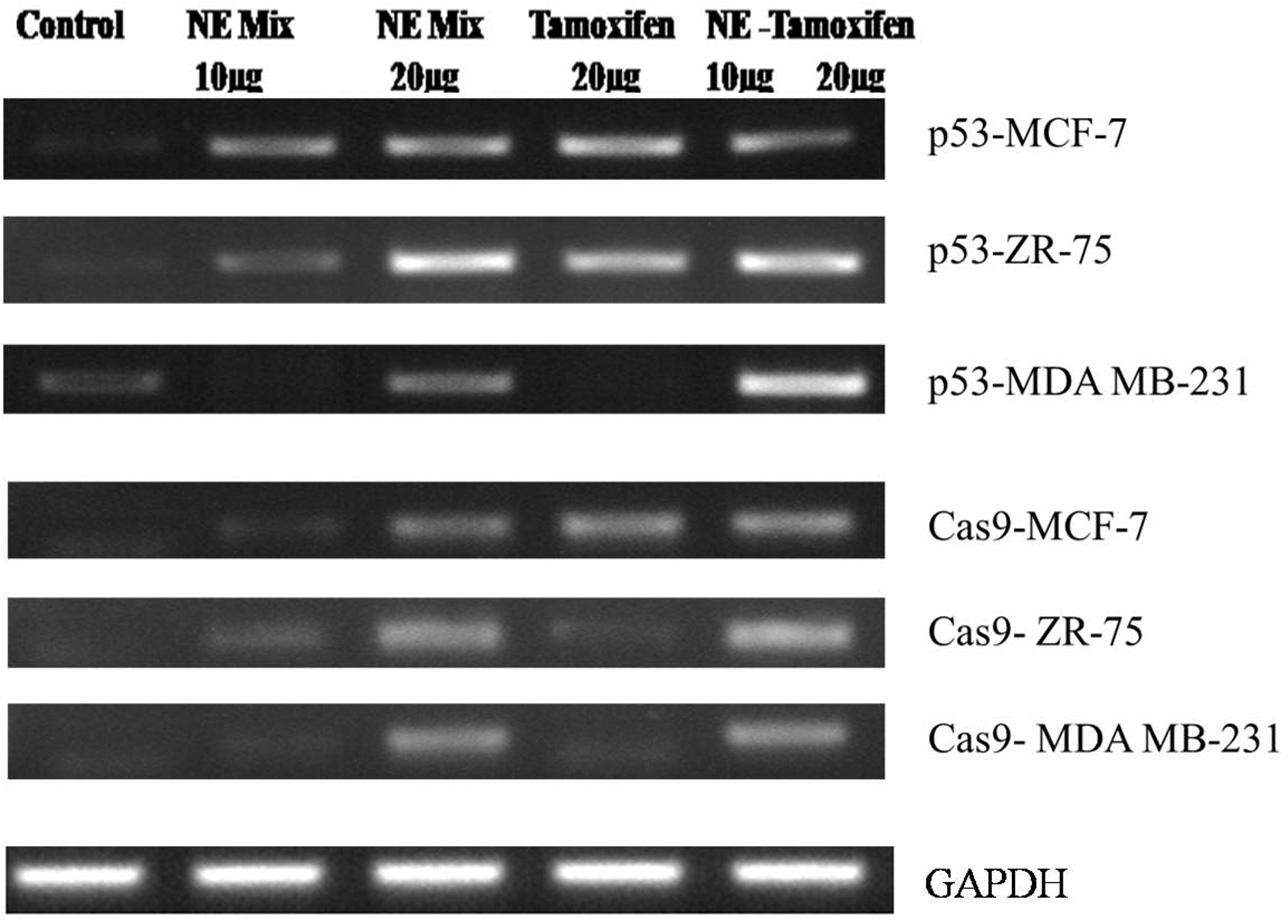 Control NE Mix NE Mix Tamoxifen NE -Tamoxifen
10µg 20µg 20µg 10µg 20µg
p53-MCF-7
p53-ZR-75
p53-MDA MB-231
Cas9-MCF-7
Cas9- ZR-75
Cas9- MDA MB-231
GAPDH